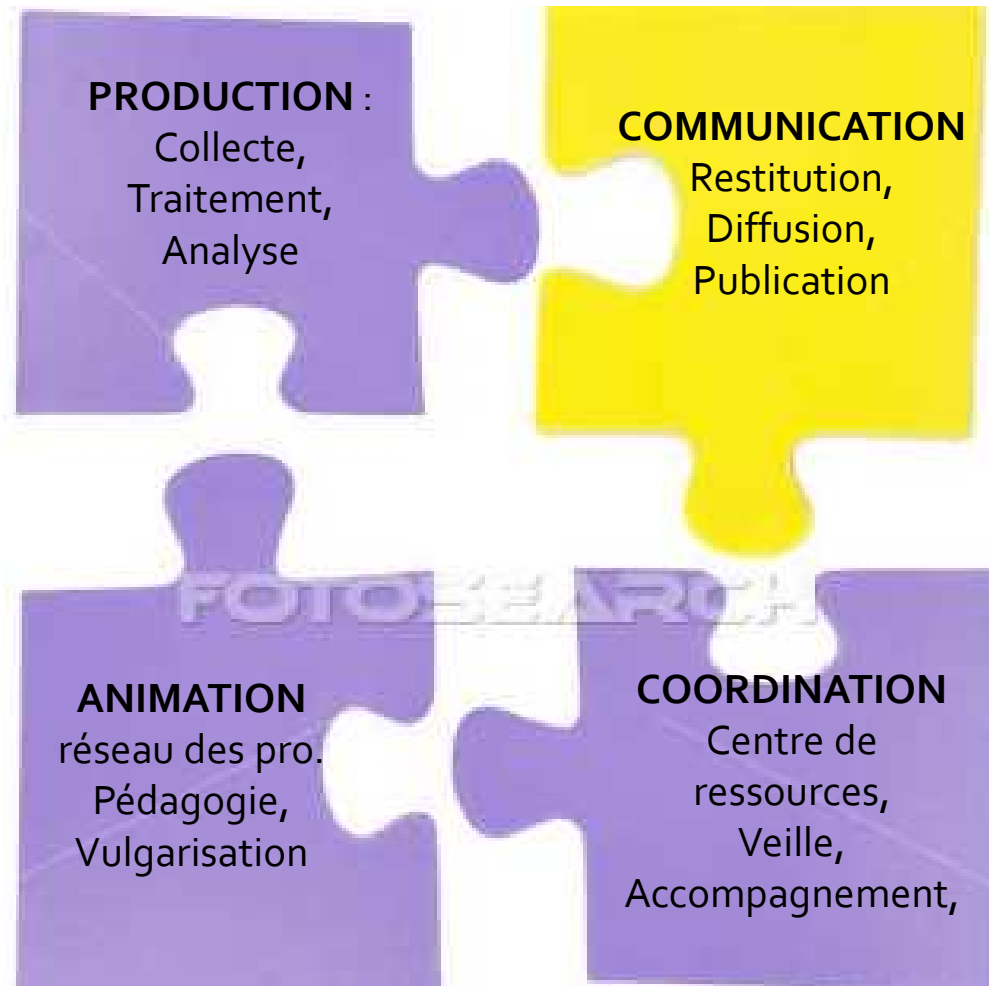 PRODUCTION :
Collecte,
Traitement,
Analyse
COMMUNICATION
Restitution,
Diffusion,
Publication
FOTOSEARCH
ANIMATION
réseau des pro.
Pédagogie,
Vulgarisation
COORDINATION
Centre de
ressources,
Veille,
Accompagnement,